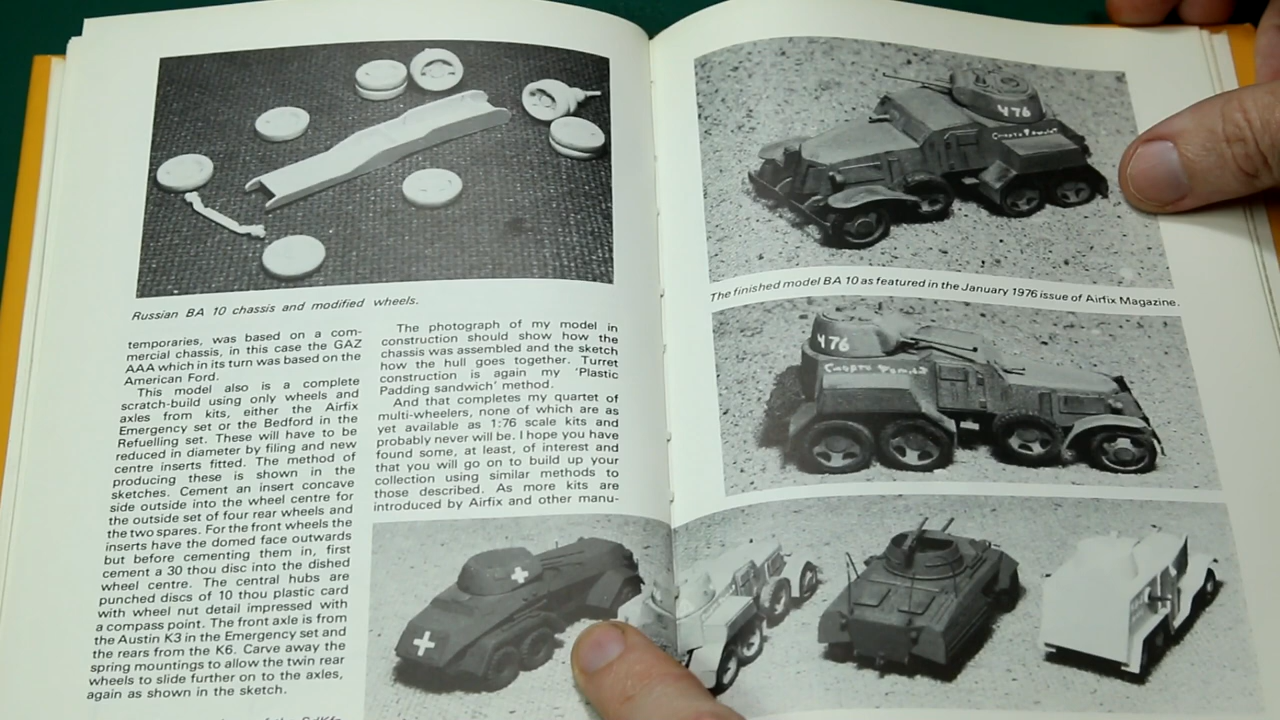 Russian BA 10 chassis and modified wheels.
temporaries, was based on a com-
mercial chassis, in this case the GAZ
AAA which in its turn was based on the
American Ford.
This model also is a complete
scratch-build using only wheels and
axles from kits, either the Airfix
Emergency set or the Bedford in the
Refuelling set. These will have to be
reduced in diameter by filing and new
centre inserts fitted. The method of
producing these is shown in the
sketches. Cement an insert concave
side outside into the wheel centre for
the outside set of four rear wheels and
the two spares. For the front wheels the
inserts have the domed face outwards
but before cementing them in, first
cement a 30 thou disc into the dished
wheel centre. The central hubs are
punched discs of 10 thou plastic card
with wheel nut detail impressed with
a compass point. The front axle is from
the Austin K3 in the Emergency set and
the rears from the K6. Carve away the
spring mountings to allow the twin rear
wheels to slide further on to the axles,
again as shown in the sketch.
The photograph of my model in
construction should show how the
chassis was assembled and the sketch
how the hull goes together. Turret
construction is again my 'Plastic
Padding sandwich' method.
And that completes my quartet of
multi-wheelers, none of which are as
yet available as 1:76 scale kits and
probably never will be. I hope you have
found some, at least, of interest and
that you will go on to build up your
collection using similar methods to
those described. As more kits are
introduced by Airfix and other manu-
476
The finished model BA 10 as featured in the January 1976 issue of Airfix Magazine.
476